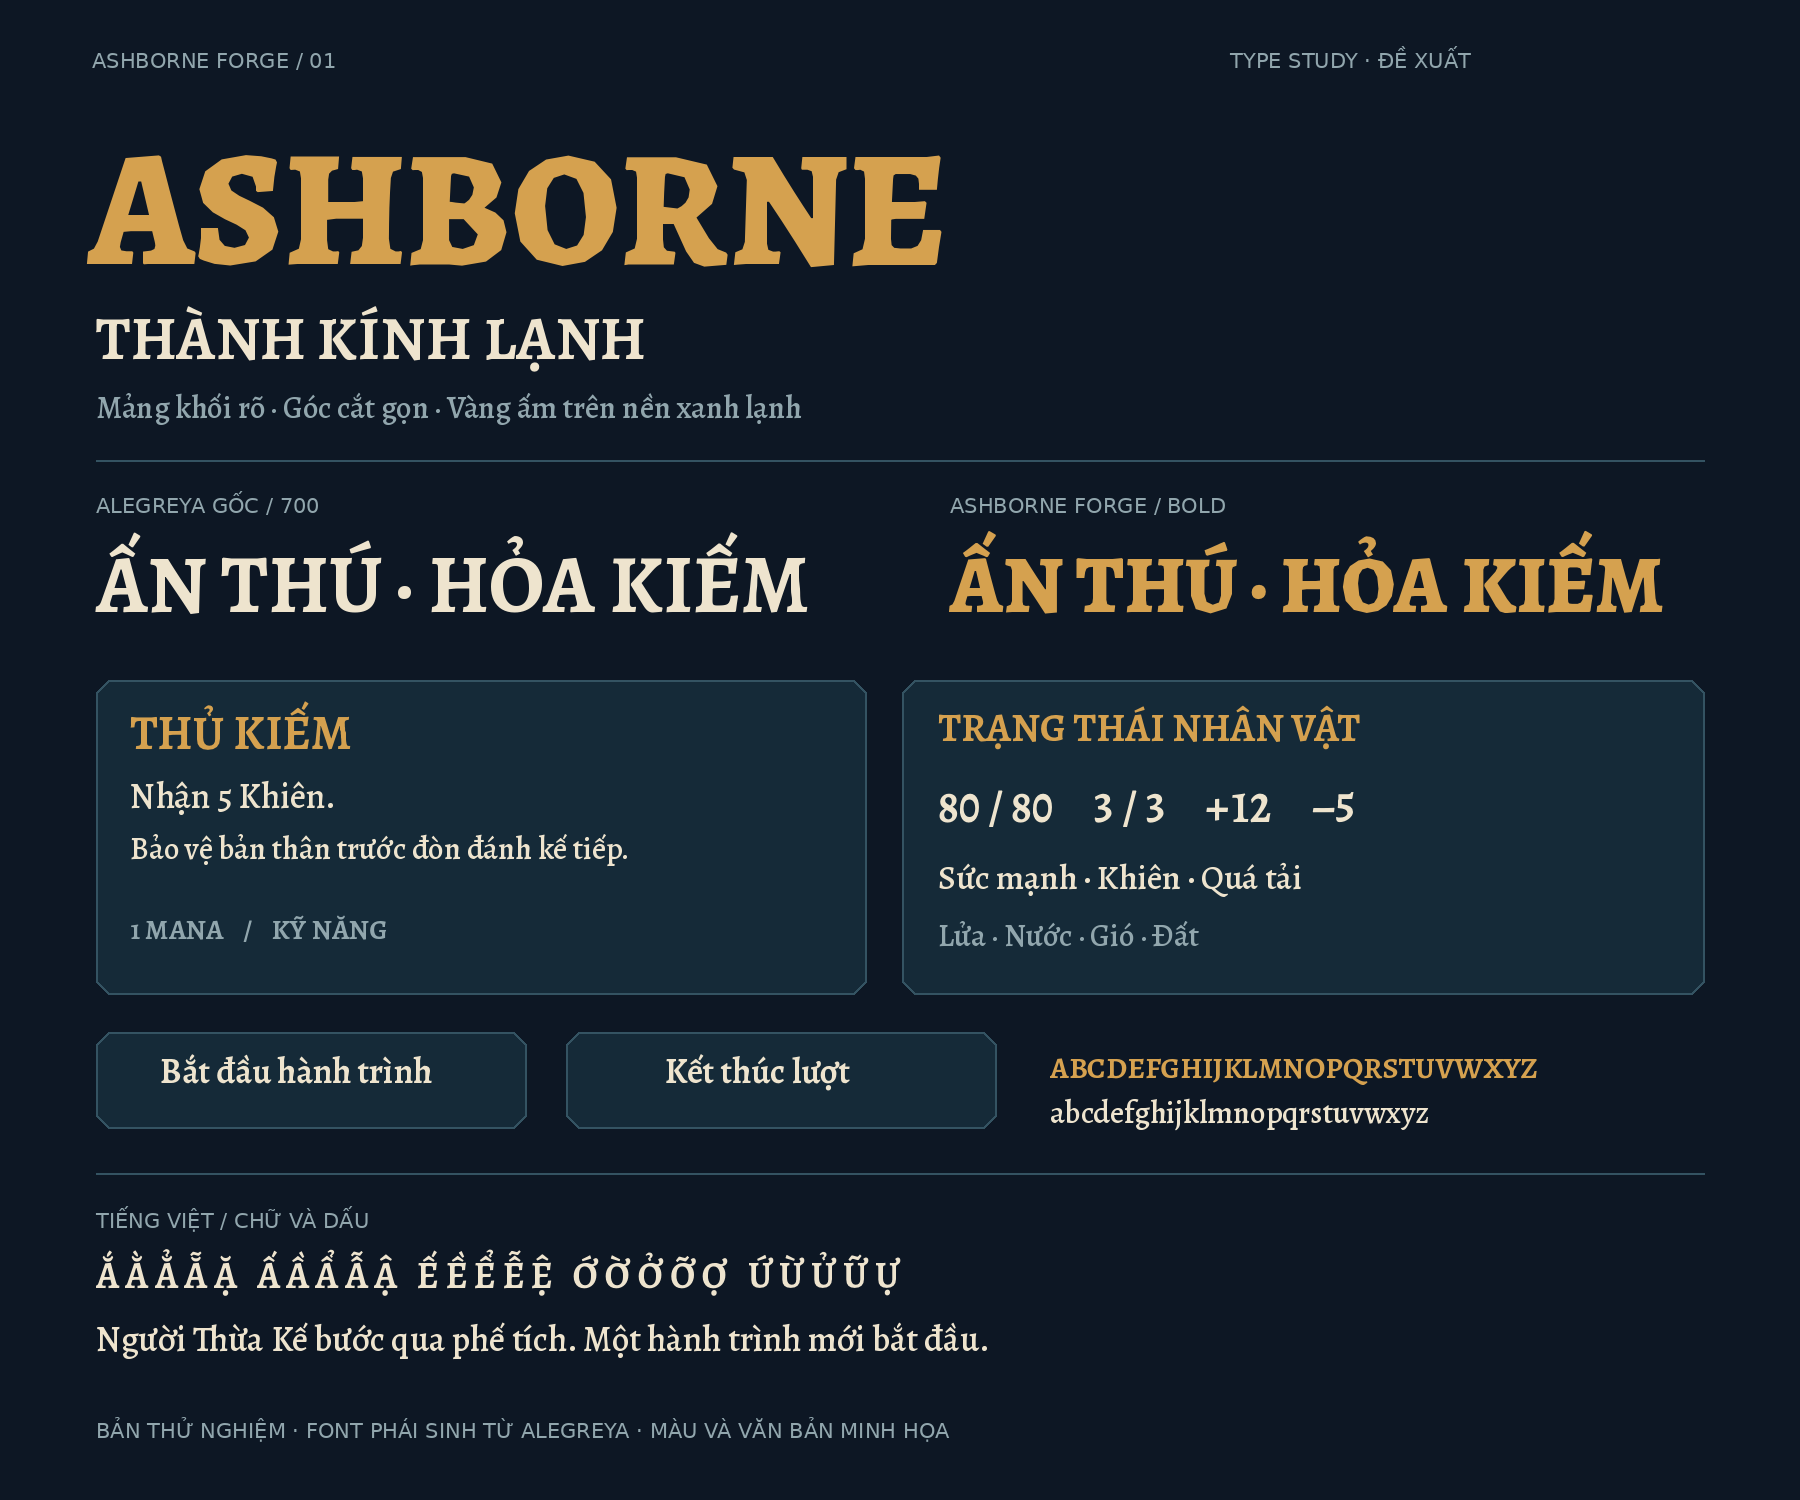 ASHBORNE FORGE / 01
TYPE STUDY · ĐỀ XUẤT
ASHBORNE
THÀNH KÍNH LẠNH
Mảng khối rõ · Góc cắt gọn · Vàng ấm trên nền xanh lạnh
ALEGREYA GỐC / 700
ASHBORNE FORGE / BOLD
ẤN THÚ · HỎA KIẾM
ẤN THÚ · HỎA KIẾM
THỦ KIẾM
Nhận 5 Khiên.
Bảo vệ bản thân trước đòn đánh kế tiếp.
1 MANA / KỸ NĂNG
TRẠNG THÁI NHÂN VẬT
80 / 80 3 / 3 +12 −5
Sức mạnh · Khiên · Quá tải
Lửa · Nước · Gió · Đất
Bắt đầu hành trình
Kết thúc lượt
ABCDEFGHIJKLMNOPQRSTUVWXYZ
abcdefghijklmnopqrstuvwxyz
TIẾNG VIỆT / CHỮ VÀ DẤU
Ắ Ằ Ẳ Ẵ Ặ Ấ Ầ Ẩ Ẫ Ậ Ế Ề Ể Ễ Ệ Ớ Ờ Ở Ỡ Ợ Ứ Ừ Ử Ữ Ự
Người Thừa Kế bước qua phế tích. Một hành trình mới bắt đầu.
BẢN THỬ NGHIỆM · FONT PHÁI SINH TỪ ALEGREYA · MÀU VÀ VĂN BẢN MINH HỌA